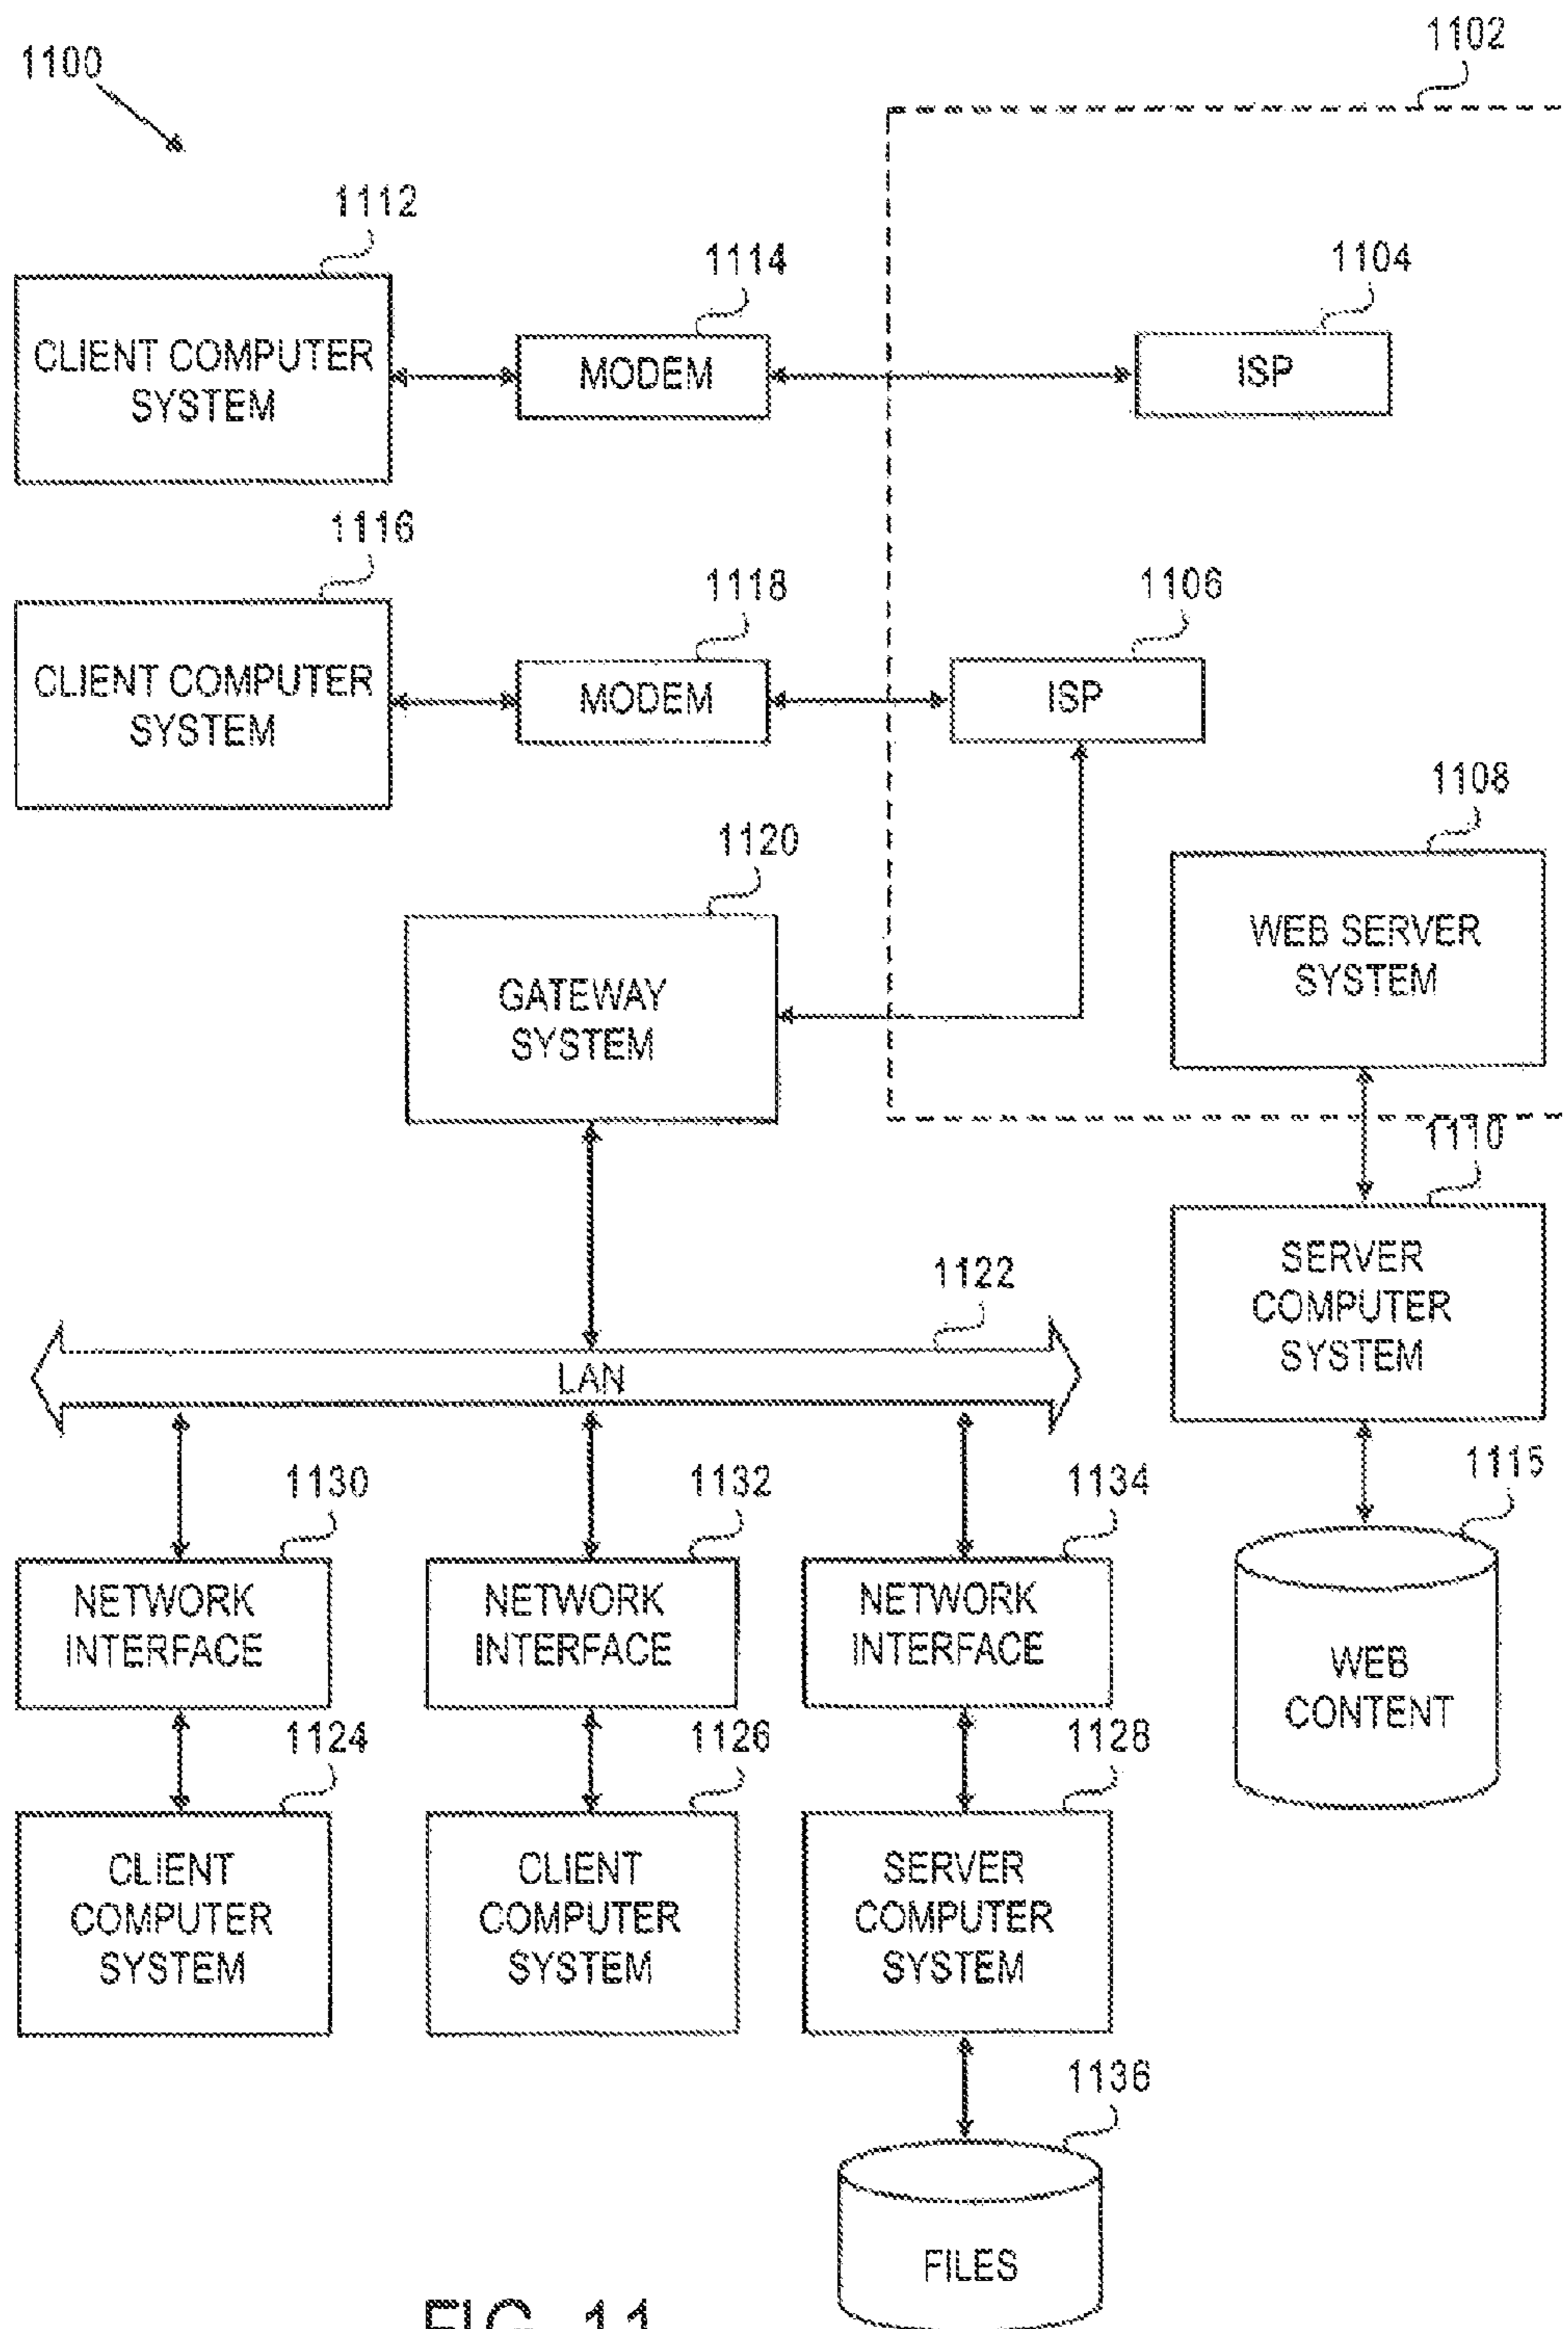 1100
1102
1112
1114
1104
CLIENT COMPUTER
SYSTEM
MODEM
ISP
1116
1118
1106
CLIENT COMPUTER
SYSTEM
MODEM
ISP
1108
1120
WEB SERVER
SYSTEM
GATEWAY
SYSTEM
1110
SERVER
COMPUTER
SYSTEM
1122
LAN
1130
1132
1134
1115
NETWORK
INTERFACE
NETWORK
INTERFACE
NETWORK
INTERFACE
WEB
CONTENT
1124
1126
1128
CLIENT
COMPUTER
SYSTEM
CLIENT
COMPUTER
SYSTEM
SERVER
COMPUTER
SYSTEM
1136
FILES
FIG. 11